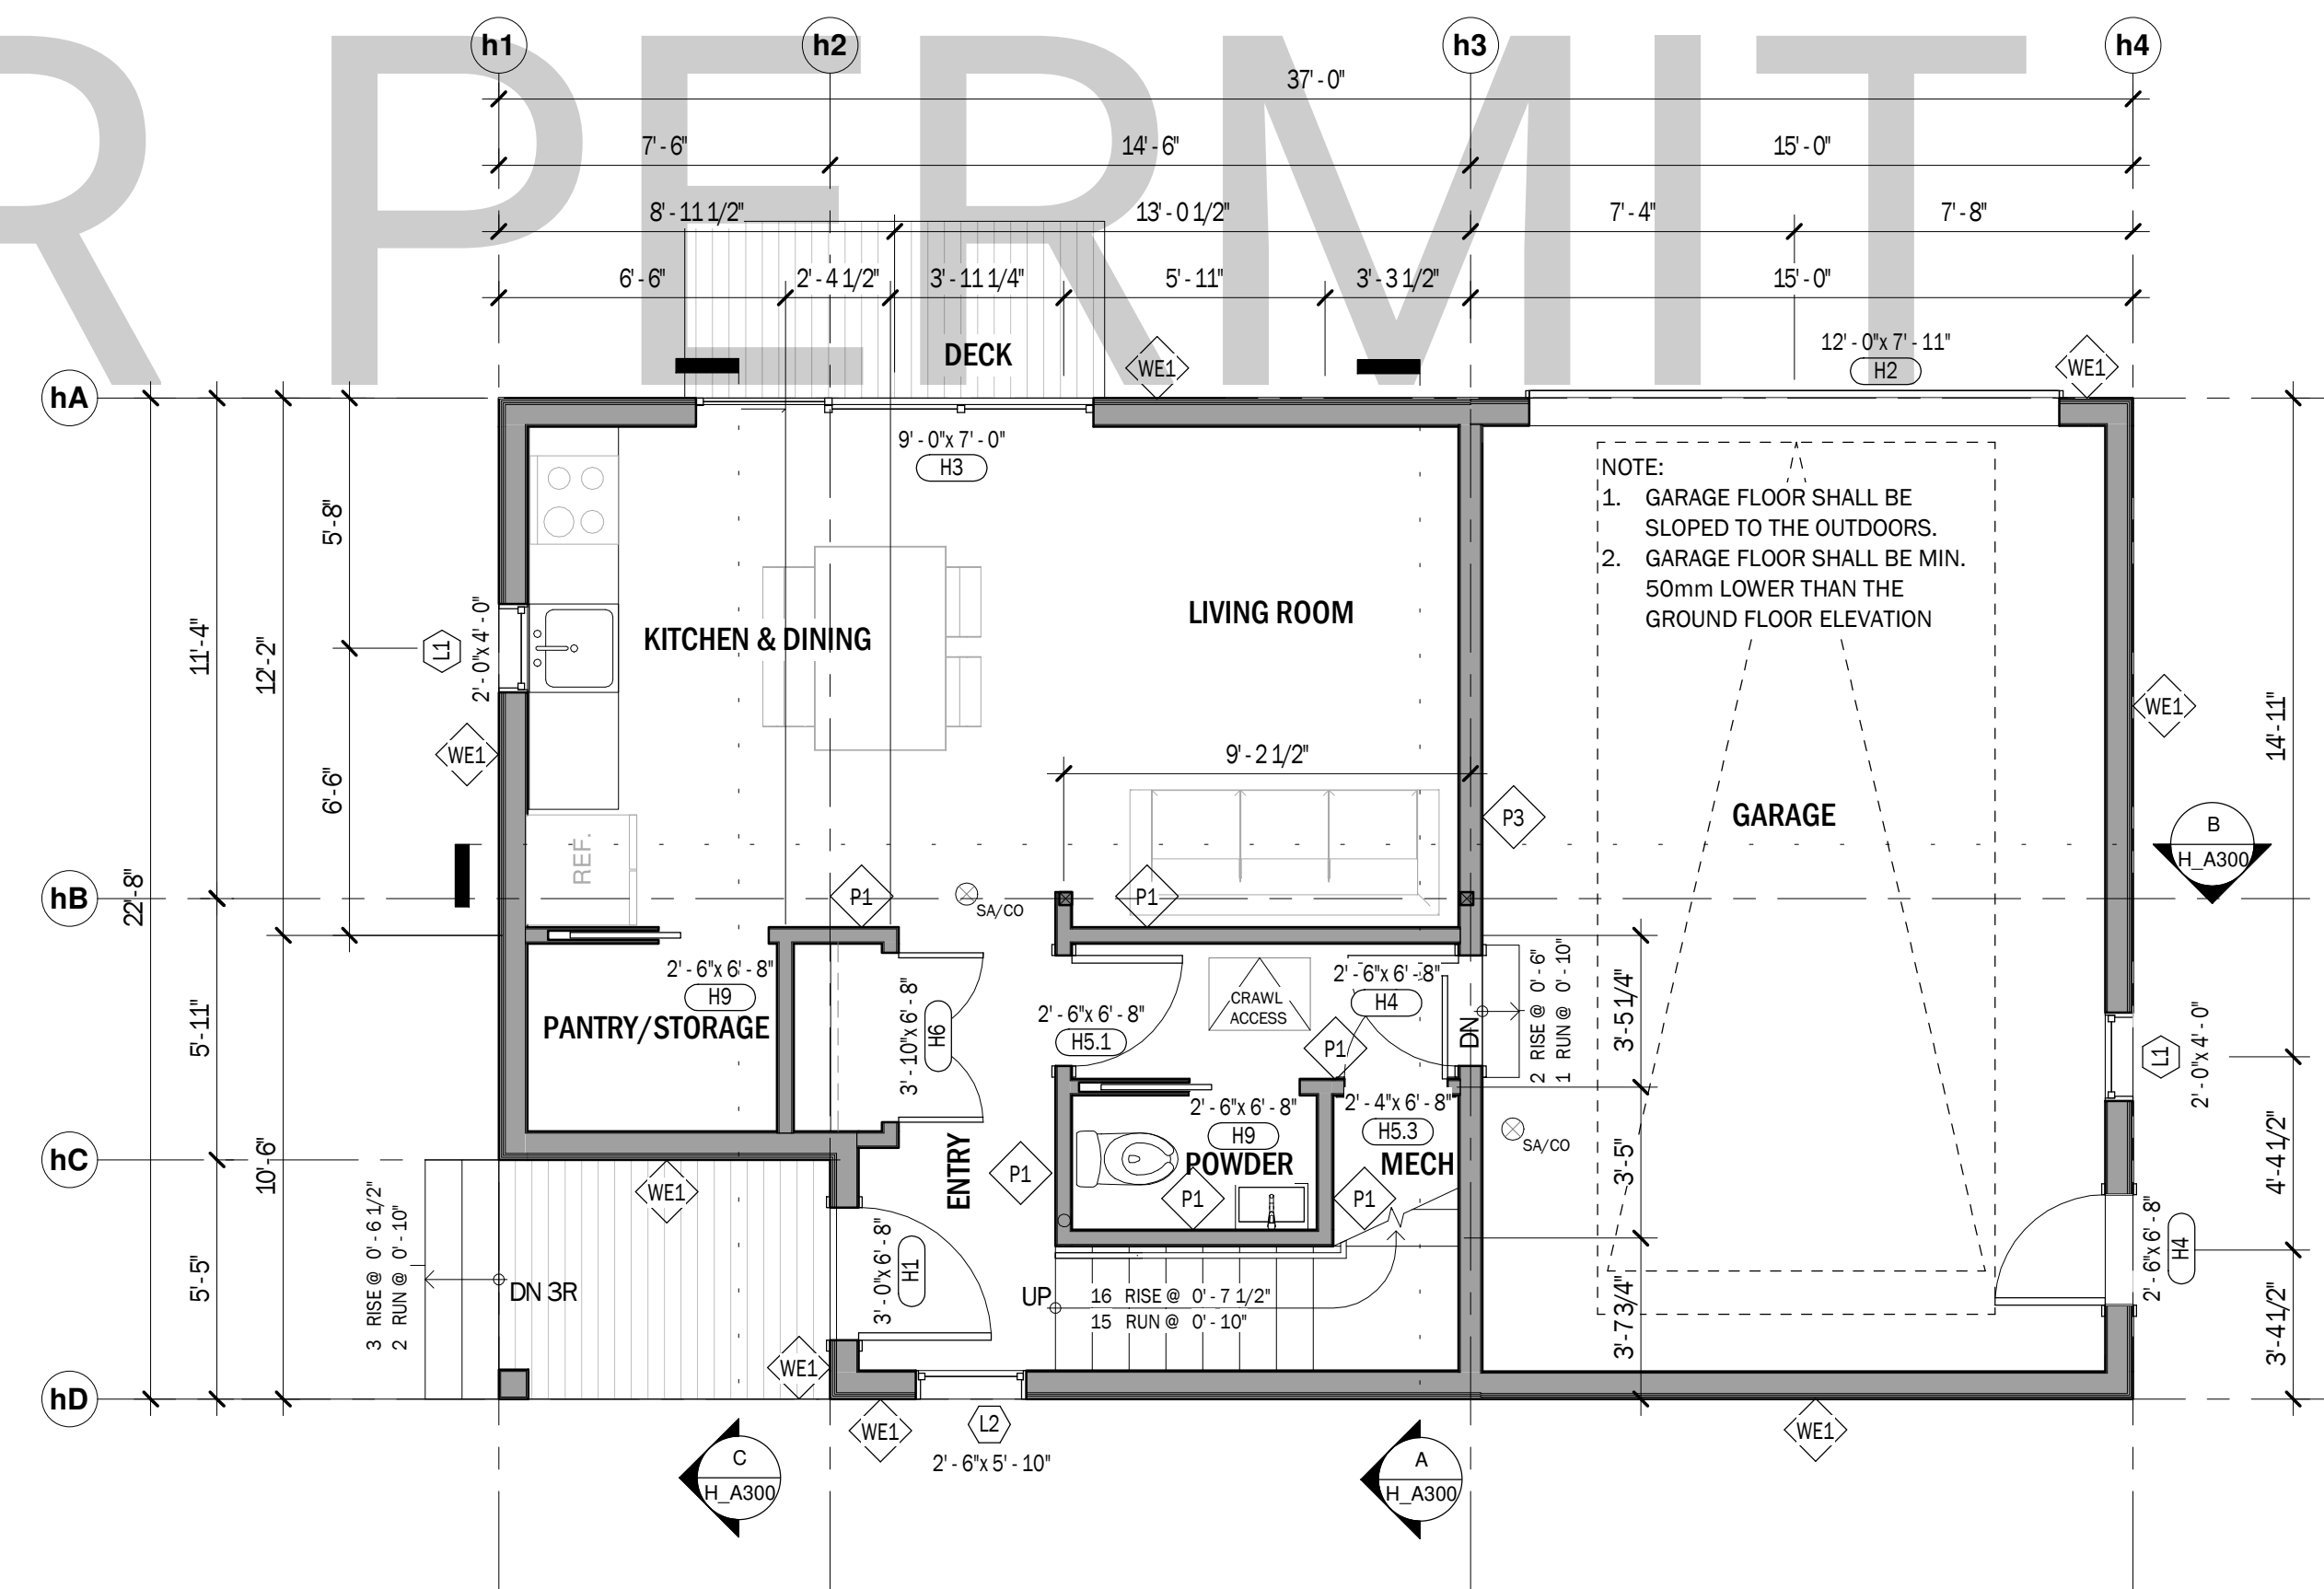 R PERMIT
h1
h2
h3
h4
37' - 0"
7' - 6"
14' - 6"
15' - 0"
8' - 11 1/2"
13' - 0 1/2"
7' - 4"
7' - 8"
6' - 6"
2' - 4 1/2"
3' - 11 1/4"
5' - 11"
3' - 3 1/2"
15' - 0"
DECK
WE1
12' - 0"x 7' - 11"
H2
WE1
hA
9' - 0"x 7' - 0"
H3
NOTE:
1. GARAGE FLOOR SHALL BE
SLOPED TO THE OUTDOORS.
2. GARAGE FLOOR SHALL BE MIN.
50mm LOWER THAN THE
GROUND FLOOR ELEVATION
5'-8"
11'-4"
12'-2"
L1
2' - 0"x 4' - 0"
KITCHEN & DINING
LIVING ROOM
WE1
WE1
14'-11"
6'-6"
9' - 2 1/2"
P3
GARAGE
B
H_A300
REF.
22'-8"
hB
P1
SA/CO
P1
2' - 6"x 6' - 8"
H9
PANTRY/STORAGE
3' - 10"x 6' - 8"
H6
2' - 6"x 6' - 8"
H5.1
CRAWL
ACCESS
2' - 6"x 6' - 8"
H4
P1
DN
2 RISE @ 0' - 6"
1 RUN @ 0' - 10"
3'-5 1/4"
5'-11"
L1
2' - 0"x 4' - 0"
2' - 6"x 6' - 8"
H9
POWDER
2' - 4"x 6' - 8"
H5.3
MECH
SA/CO
3'-5"
4'-4 1/2"
hC
10'-6"
WE1
ENTRY
P1
P1
P1
3 RISE @ 0' - 6 1/2"
2 RUN @ 0' - 10"
DN 3R
3' - 0"x 6' - 8"
H1
UP
16 RISE @ 0' - 7 1/2"
15 RUN @ 0' - 10"
3'-7 3/4"
2' - 6"x 6' - 8"
H4
5'-5"
3'-4 1/2"
WE1
hD
WE1
L2
2' - 6"x 5' - 10"
WE1
C
H_A300
A
H_A300